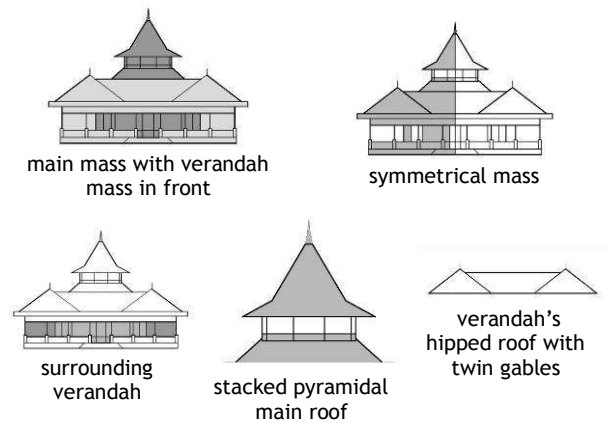 main mass with verandah
mass in front
symmetrical mass
surrounding
verandah
stacked pyramidal
main roof
verandah's
hipped roof with
twin gables